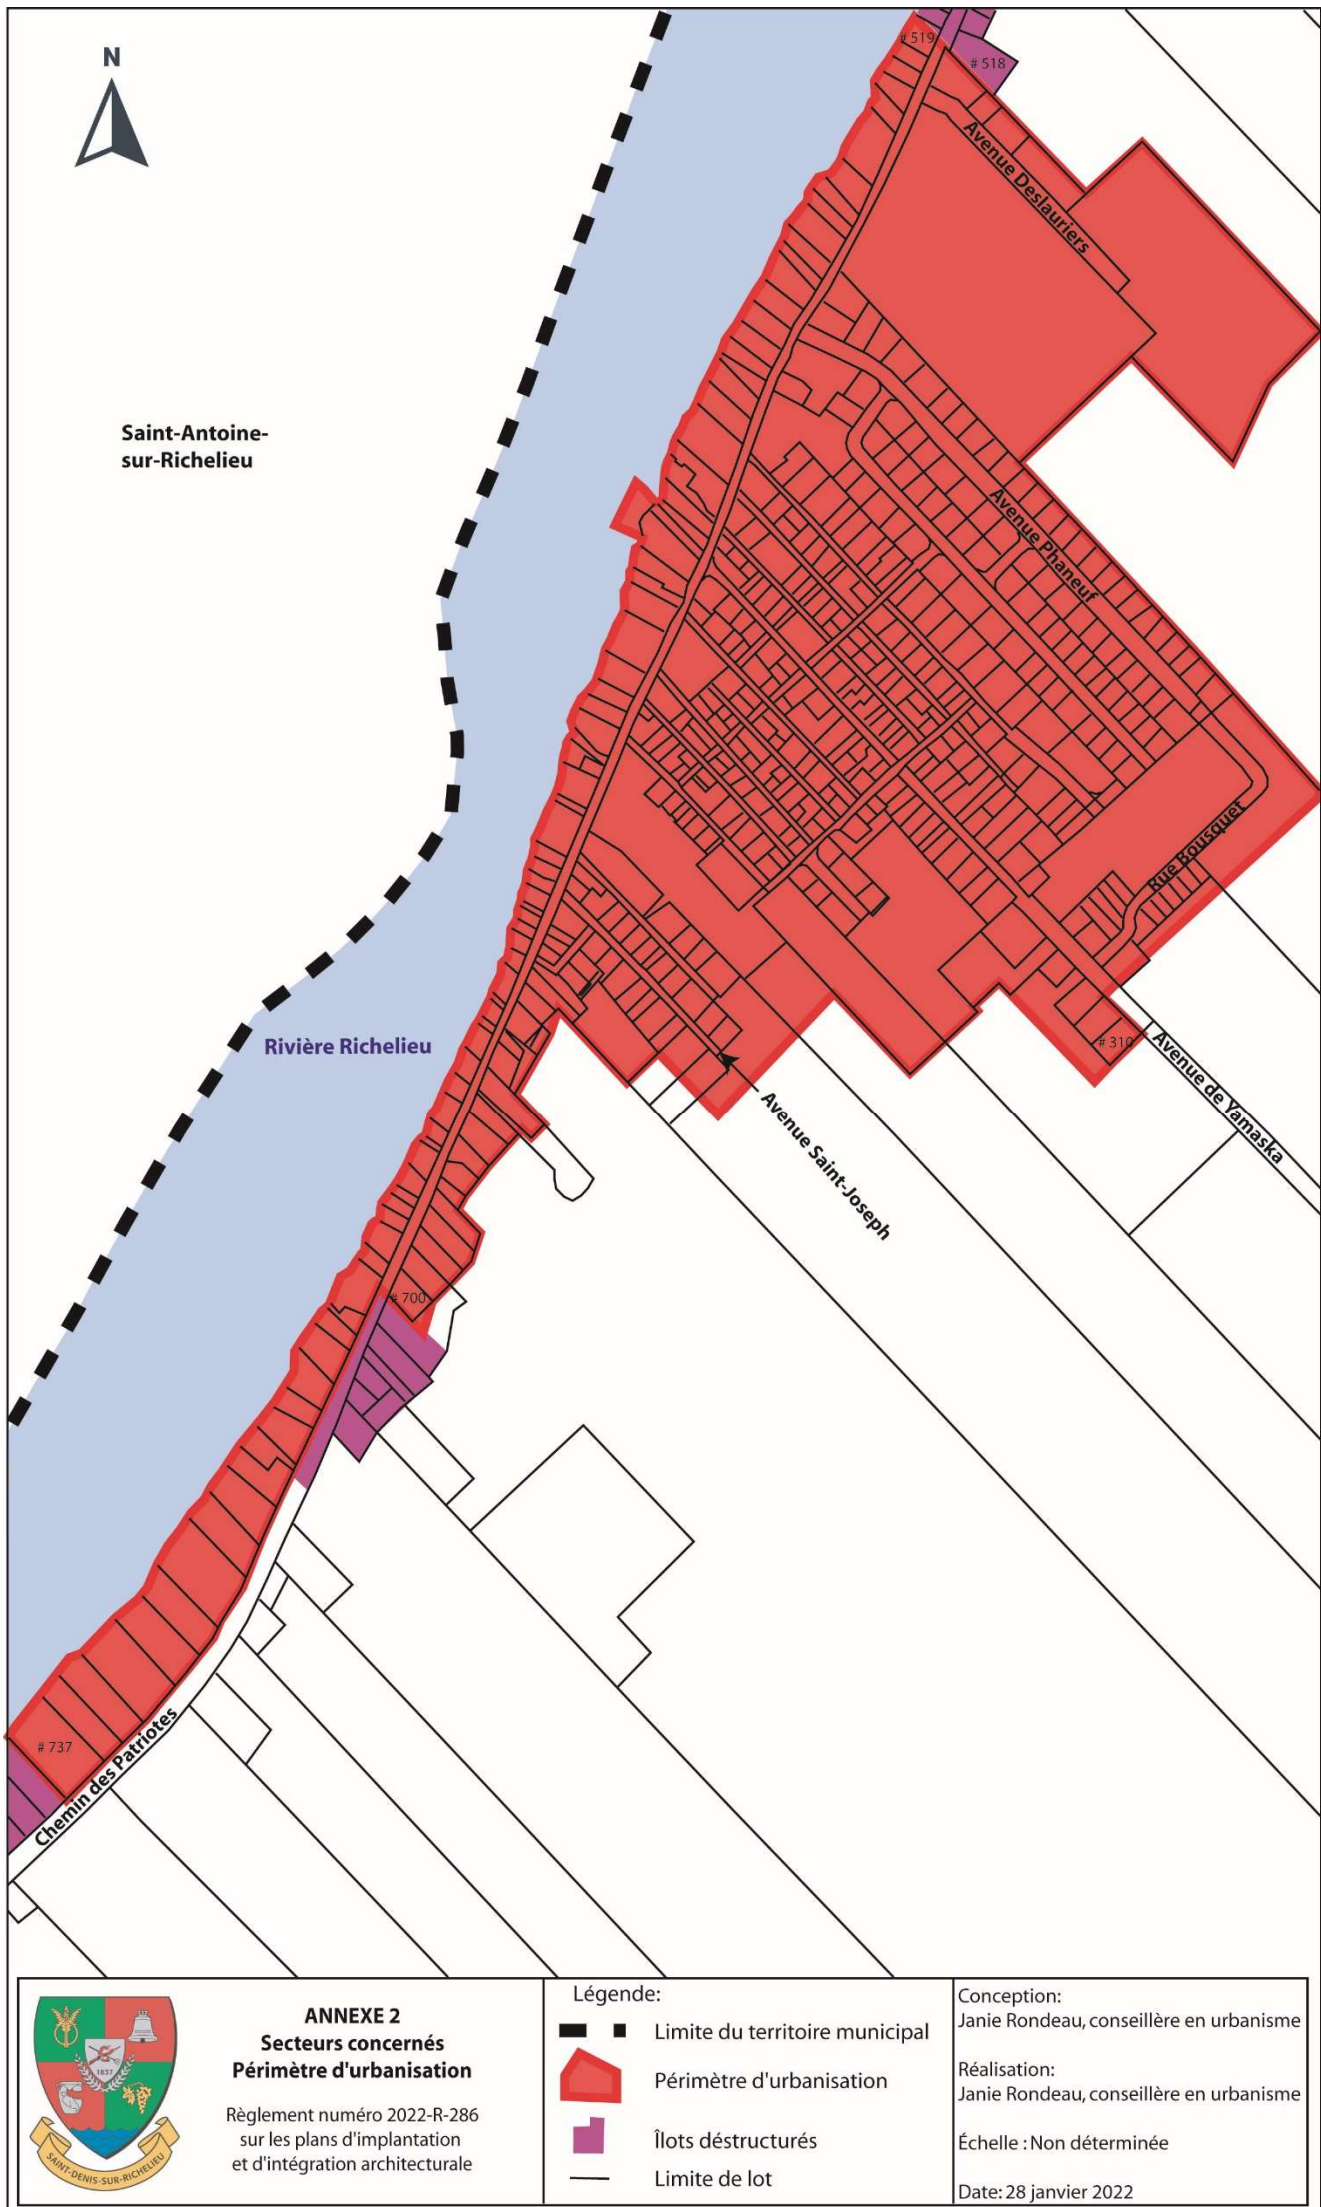 N
# 519
# 518
Avenue Deslauriers
Saint-Antoine-
sur-Richelieu
Avenue Phaneuf
Rue Bousquet
Rivière Richelieu
# 310
Avenue de Yamaska
Avenue Saint-Joseph
# 700
# 737
Chemin des Patriotes
1837
SAINT-DENIS-SUR-RICHELIEU
ANNEXE 2
Secteurs concernés
Périmètre d'urbanisation
Règlement numéro 2022-R-286
sur les plans d'implantation
et d'intégration architecturale
Légende:
Limite du territoire municipal
Périmètre d'urbanisation
Îlots déstructurés
Limite de lot
Conception:
Janie Rondeau, conseillère en urbanisme
Réalisation:
Janie Rondeau, conseillère en urbanisme
Échelle : Non déterminée
Date: 28 janvier 2022